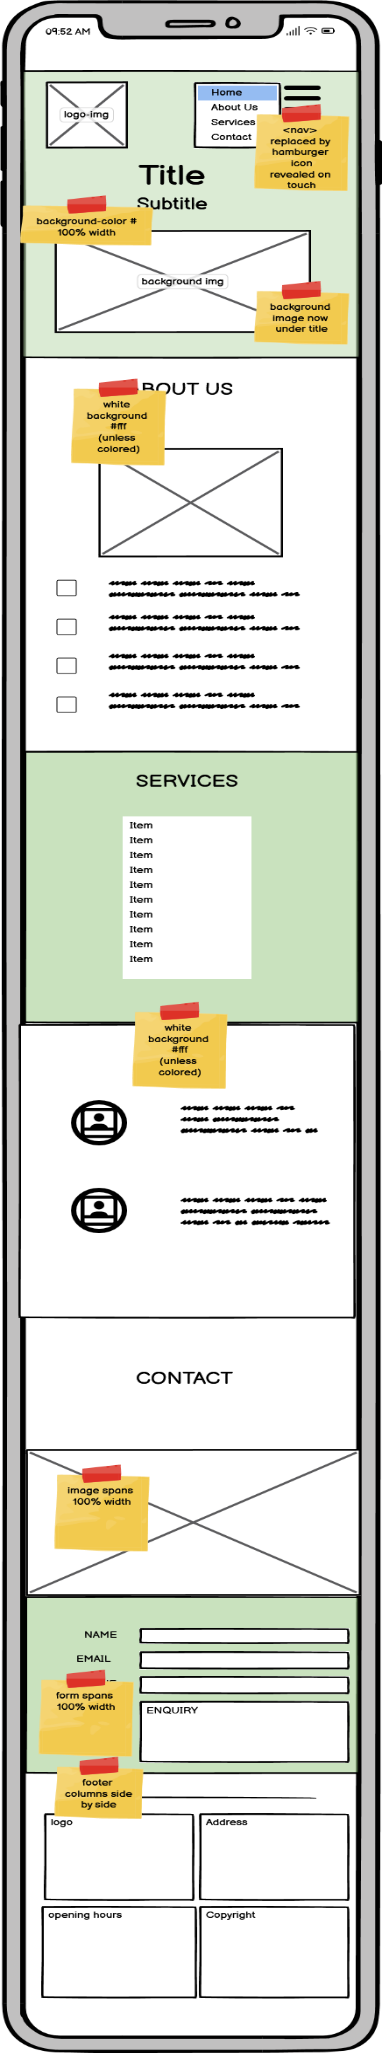 09:52 AM
logo-img
Home
About Us
Services
Contact
<nav>
replaced by
hamburger
icon
revealed on
touch
Title
Subtitle
background-color #
100% width
background img
background
image now
under title
BOUT US
white
background
#fff
(unless
colored)
SERVICES
Item
Item
Item
Item
Item
Item
Item
Item
Item
Item
white
background
#fff
(unless
colored)
CONTACT
image spans
100% width
NAME
EMAIL
form spans
100% width
ENQUIRY
footer
columns side
by side
logo
Address
opening hours
Copyright